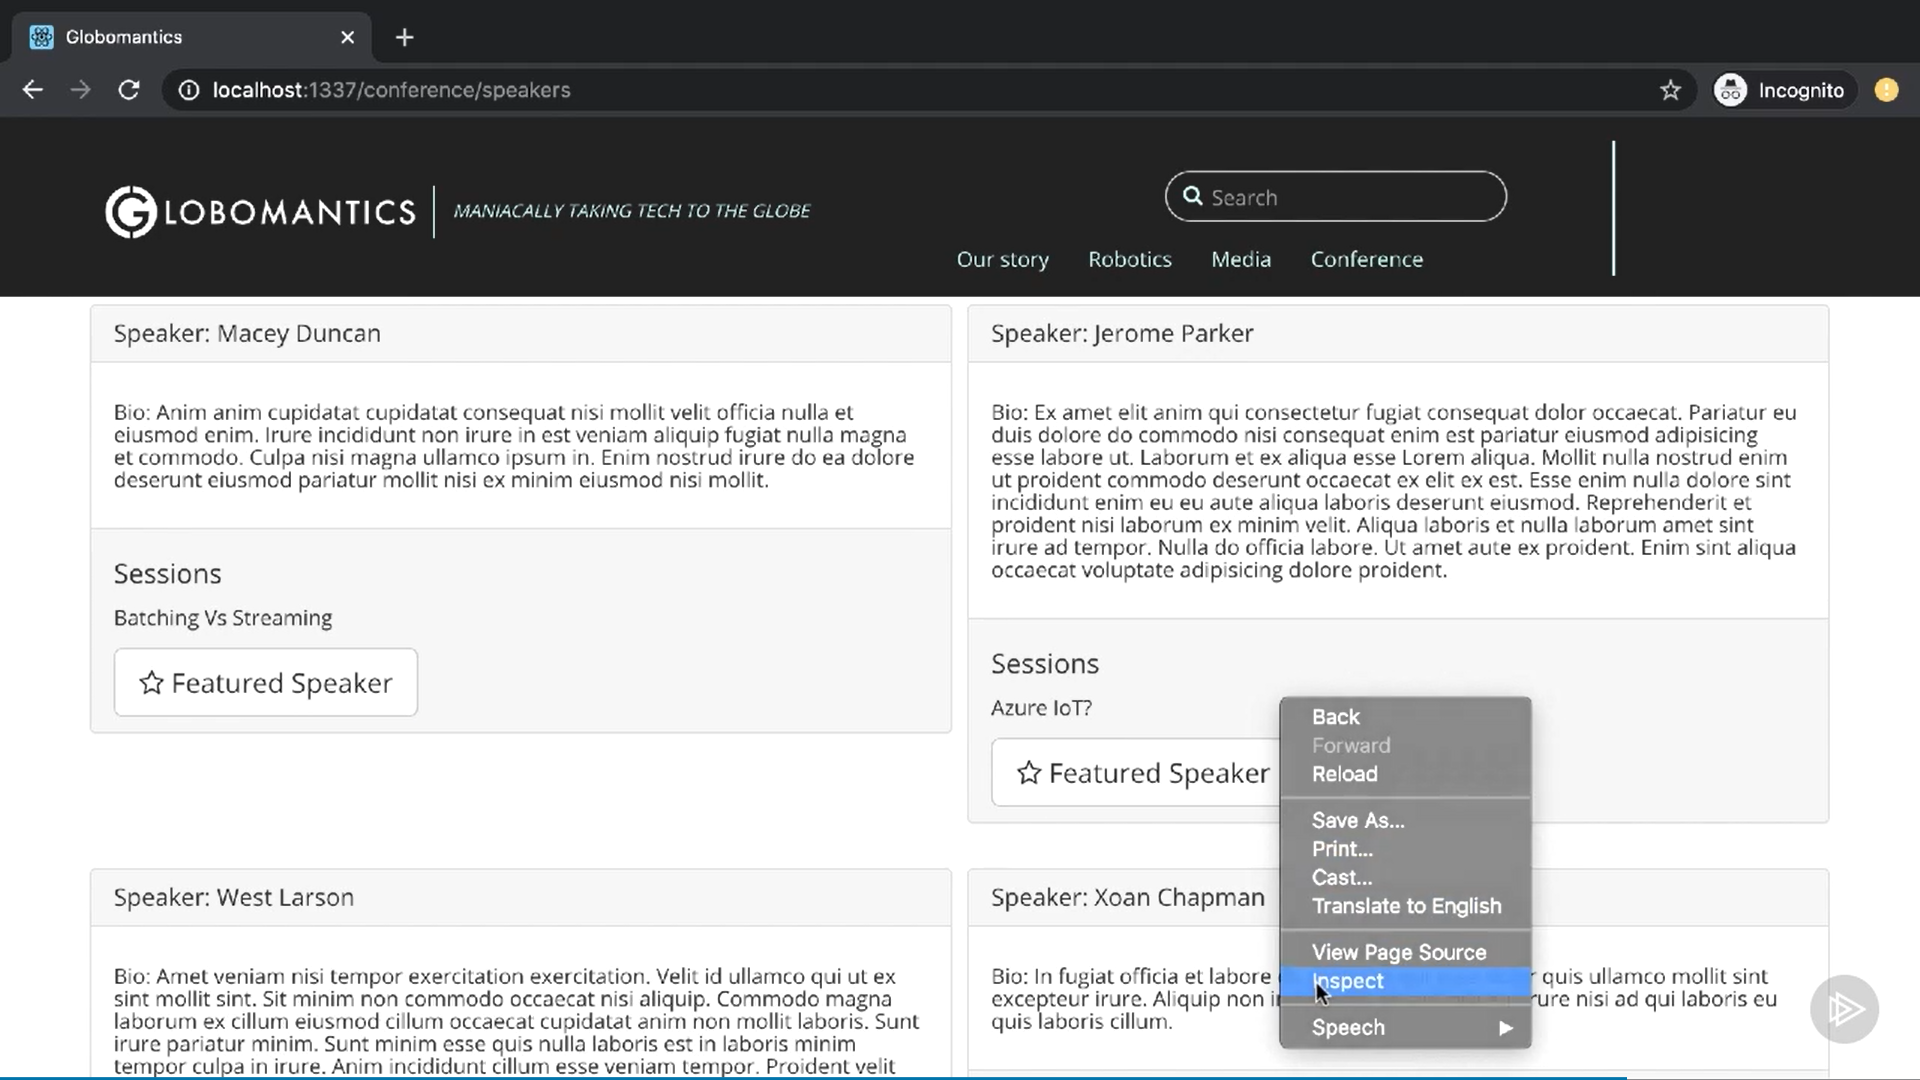 Globomantics
localhost:1337/conference/speakers
Incognito
GLOBOMANTICS
MANIACALLY TAKING TECH TO THE GLOBE
Search
Our story Robotics Media Conference
Speaker: Macey Duncan
Bio: Anim anim cupidatat cupidatat consequat nisi mollit velit officia nulla et
eiusmod enim. Irure incididunt non irure in est veniam aliquip fugiat nulla magna
et commodo. Culpa nisi magna ullamco ipsum in. Enim nostrud irure do ea dolore
deserunt eiusmod pariatur mollit nisi ex minim eiusmod nisi mollit.
Sessions
Batching Vs Streaming
Featured Speaker
Speaker: Jerome Parker
Bio: Ex amet elit anim qui consectetur fugiat consequat dolor occaecat. Pariatur eu
duis dolore do commodo nisi consequat enim est pariatur eiusmod adipisicing
esse labore ut. Laborum et ex aliqua esse Lorem aliqua. Mollit nulla nostrud enim
ut proident commodo deserunt occaecat ex elit ex est. Esse enim nulla dolore sint
incididunt enim eu eu aute aliqua laboris deserunt eiusmod. Reprehenderit et
proident nisi laborum ex minim velit. Aliqua laboris et nulla laborum amet sint
irure ad tempor. Nulla do officia labore. Ut amet aute ex proident. Enim sint aliqua
occaecat voluptate adipisicing dolore proident.
Sessions
Azure IoT?
Featured Speaker
Speaker: West Larson
Bio: Amet veniam nisi tempor exercitation exercitation. Velit id ullamco qui ut ex
sint mollit sint. Sit minim non commodo occaecat nisi aliquip. Commodo magna
laborum ex cillum eiusmod cillum occaecat cupidatat anim non mollit laboris. Sunt
irure pariatur minim. Sunt minim esse quis nulla laboris est in laboris minim
tempor culpa in irure. Anim incididunt cillum esse veniam tempor. Proident velit
Speaker: Xoan Chapman
Bio: In fugiat officia et labore quis ullamco mollit sint
excepteur irure. Aliquip non nisi ad qui laboris eu
quis laboris cillum.
Back
Forward
Reload
Save As...
Print...
Cast...
Translate to English
View Page Source
Inspect
Speech